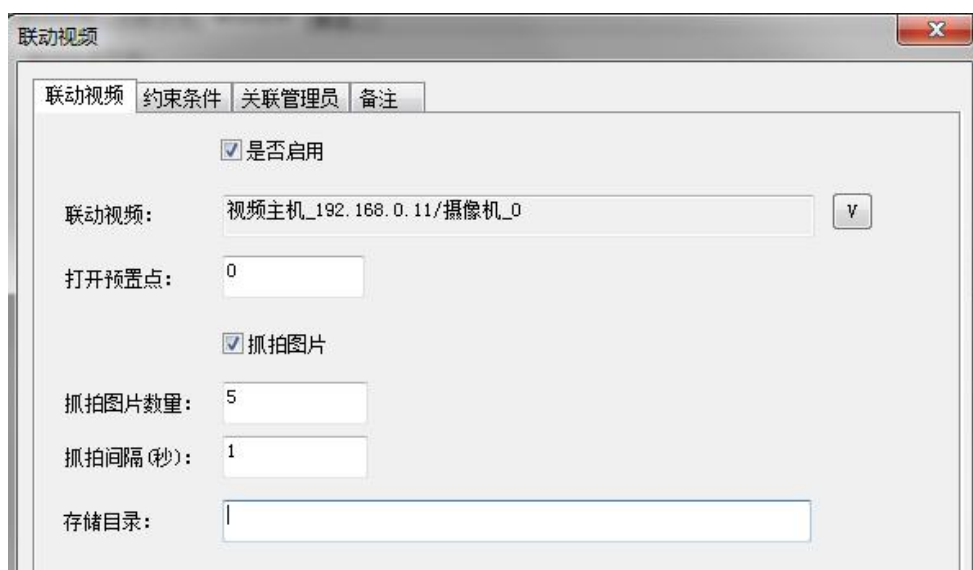 联动视频
联动视频 约束条件 关联管理员 备注
是否启用
联动视频： 视频主机_192.168.0.11/摄像机_0 V
打开预置点： 0
抓拍图片
抓拍图片数量： 5
抓拍间隔(秒)： 1
存储目录：